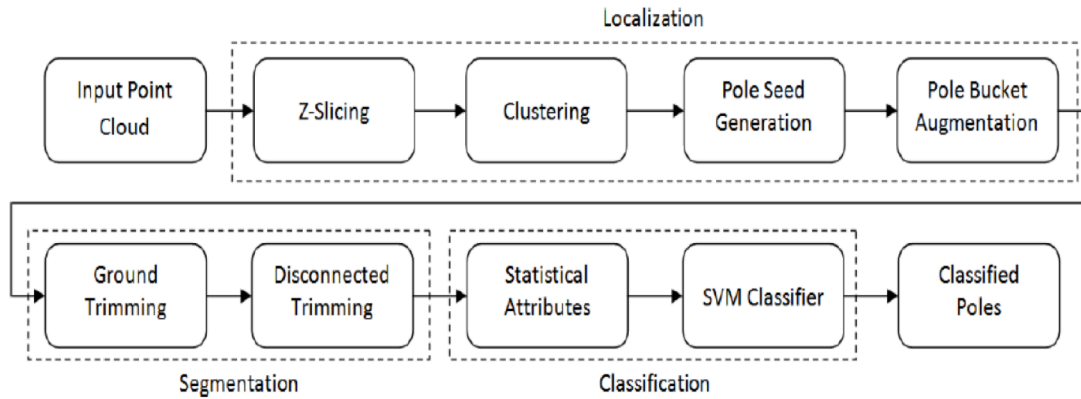 Localization
Input Point
Cloud
Z-Slicing
Clustering
Pole Seed
Generation
Pole Bucket
Augmentation
Ground
Trimming
Disconnected
Trimming
Statistical
Attributes
SVM Classifier
Classified
Poles
Segmentation
Classification